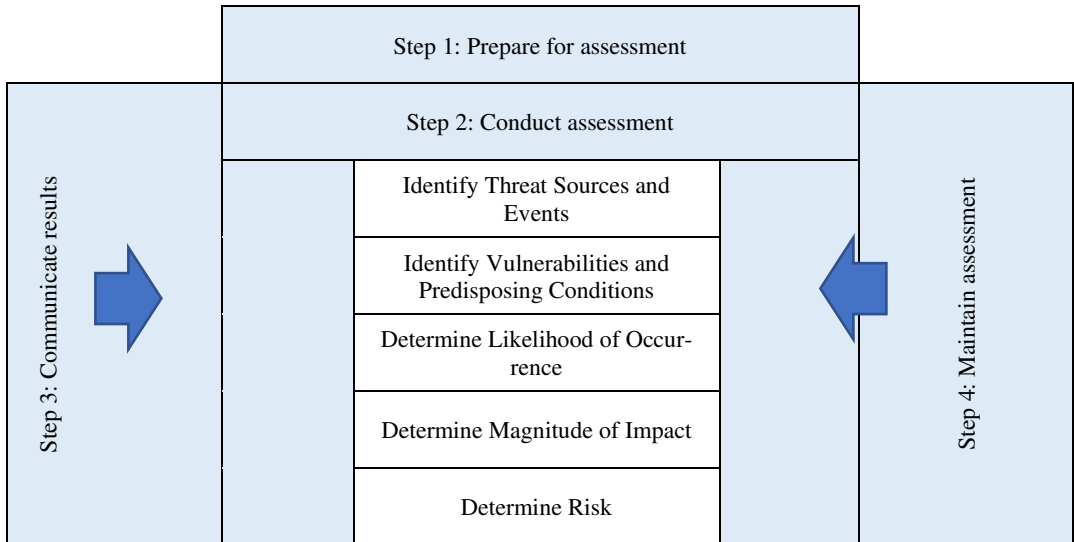 Step 1: Prepare for assessment
Step 2: Conduct assessment
Step 3: Communicate results
Identify Threat Sources and
Events
Identify Vulnerabilities and
Predisposing Conditions
Determine Likelihood of Occur-
rence
Determine Magnitude of Impact
Determine Risk
Step 4: Maintain assessment